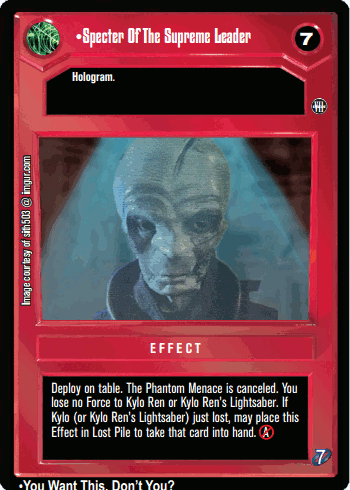 •Specter Of The Supreme Leader
7
Hologram.
Image courtesy of sith503 @ imgur.com
EFFECT
Deploy on table. The Phantom Menace is canceled. You
lose no Force to Kylo Ren or Kylo Ren's Lightsaber. If
Kylo (or Kylo Ren's Lightsaber) just lost, may place this
Effect in Lost Pile to take that card into hand. A
7
•You Want This, Don't You?